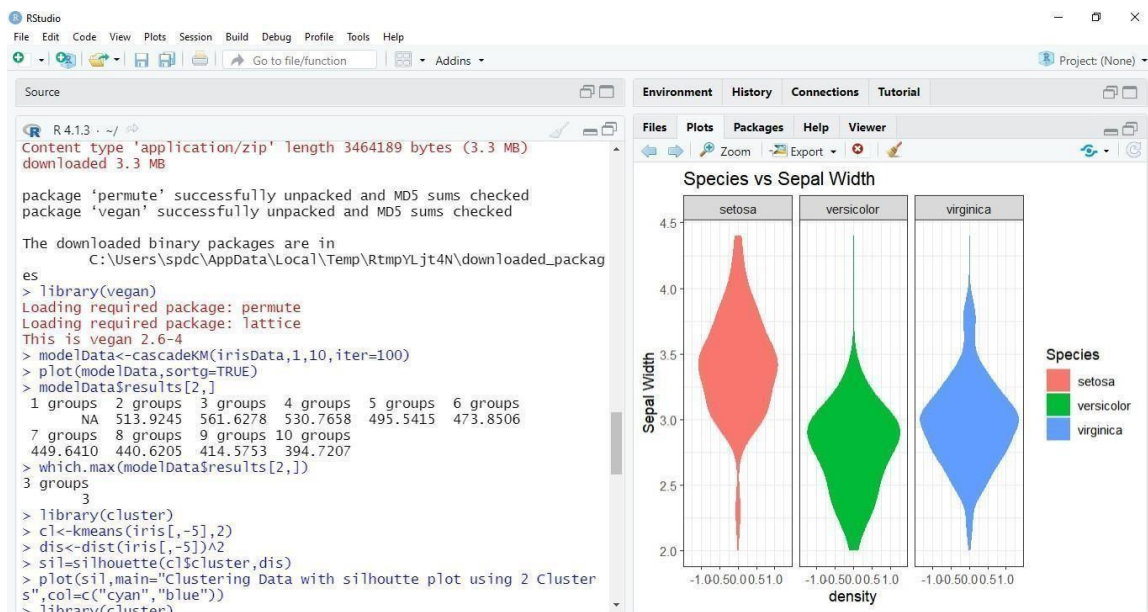 RStudio
File Edit Code View Plots Session Build Debug Profile Tools Help
Go to file/function Addins Project: (None)
Source
R 4.1.3 · ~/
Content type 'application/zip' length 3464189 bytes (3.3 MB)
downloaded 3.3 MB
package ‘permute’ successfully unpacked and MD5 sums checked
package ‘vegan’ successfully unpacked and MD5 sums checked
The downloaded binary packages are in
C:\Users\spdc\AppData\Local\Temp\RtmpYLjt4N\downloaded_packag
es
> library(vegan)
Loading required package: permute
Loading required package: lattice
This is vegan 2.6-4
> modelData<-cascadeKM(irisData,1,10,iter=100)
> plot(modelData,sortg=TRUE)
> modelData$results[2,]
1 groups 2 groups 3 groups 4 groups 5 groups 6 groups
NA 513.9245 561.6278 530.7658 495.5415 473.8506
7 groups 8 groups 9 groups 10 groups
449.6410 440.6205 414.5753 394.7207
> which.max(modelData$results[2,])
3 groups
3
> library(cluster)
> cl<-kmeans(iris[,-5],2)
> dis<-dist(iris[,-5])^2
> sil=silhouette(cl$cluster,dis)
> plot(sil,main="Clustering Data with silhoutte plot using 2 Cluster
s",col=c("cyan","blue"))
> library(cluster)
Environment History Connections Tutorial
Files Plots Packages Help Viewer
Zoom Export
Species vs Sepal Width
setosa versicolor virginica
4.5
4.0
3.5
3.0
2.5
2.0
Sepal Width
-1.00.50.00.51.0 -1.00.50.00.51.0 -1.00.50.00.51.0
density
Species
setosa
versicolor
virginica